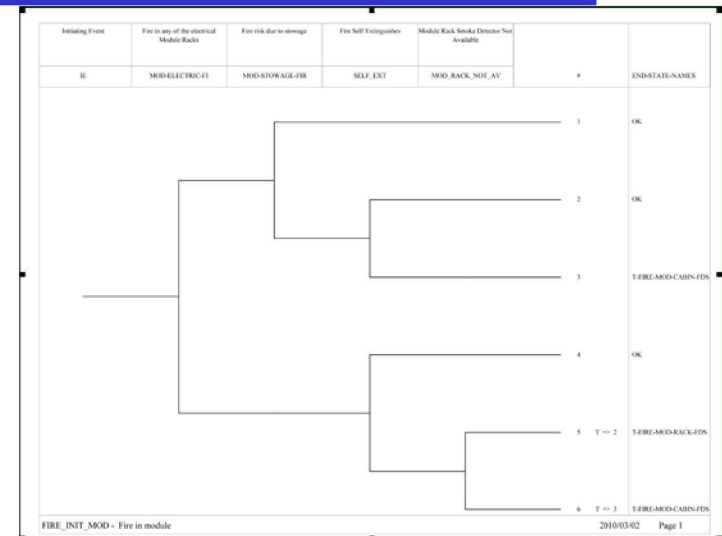 Initiating Event
Fire in any of the electrical
Module Racks
Fire risk due to stowage
Fire Self Extinguishes
Module Rack Smoke Detector Not
Available
IE
MOD-ELECTRIC-FI
MOD-STOWAGE-FIR
SELF_EXT
MOD_RACK_NOT_AV
#
END-STATE-NAMES
1 OK
2 OK
3 T-FIRE-MOD-CABIN-FDS
4 OK
5 T => 2 T-FIRE-MOD-RACK-FDS
6 T => 3 T-FIRE-MOD-CABIN-FDS
FIRE_INIT_MOD - Fire in module
2010/03/02 Page 1